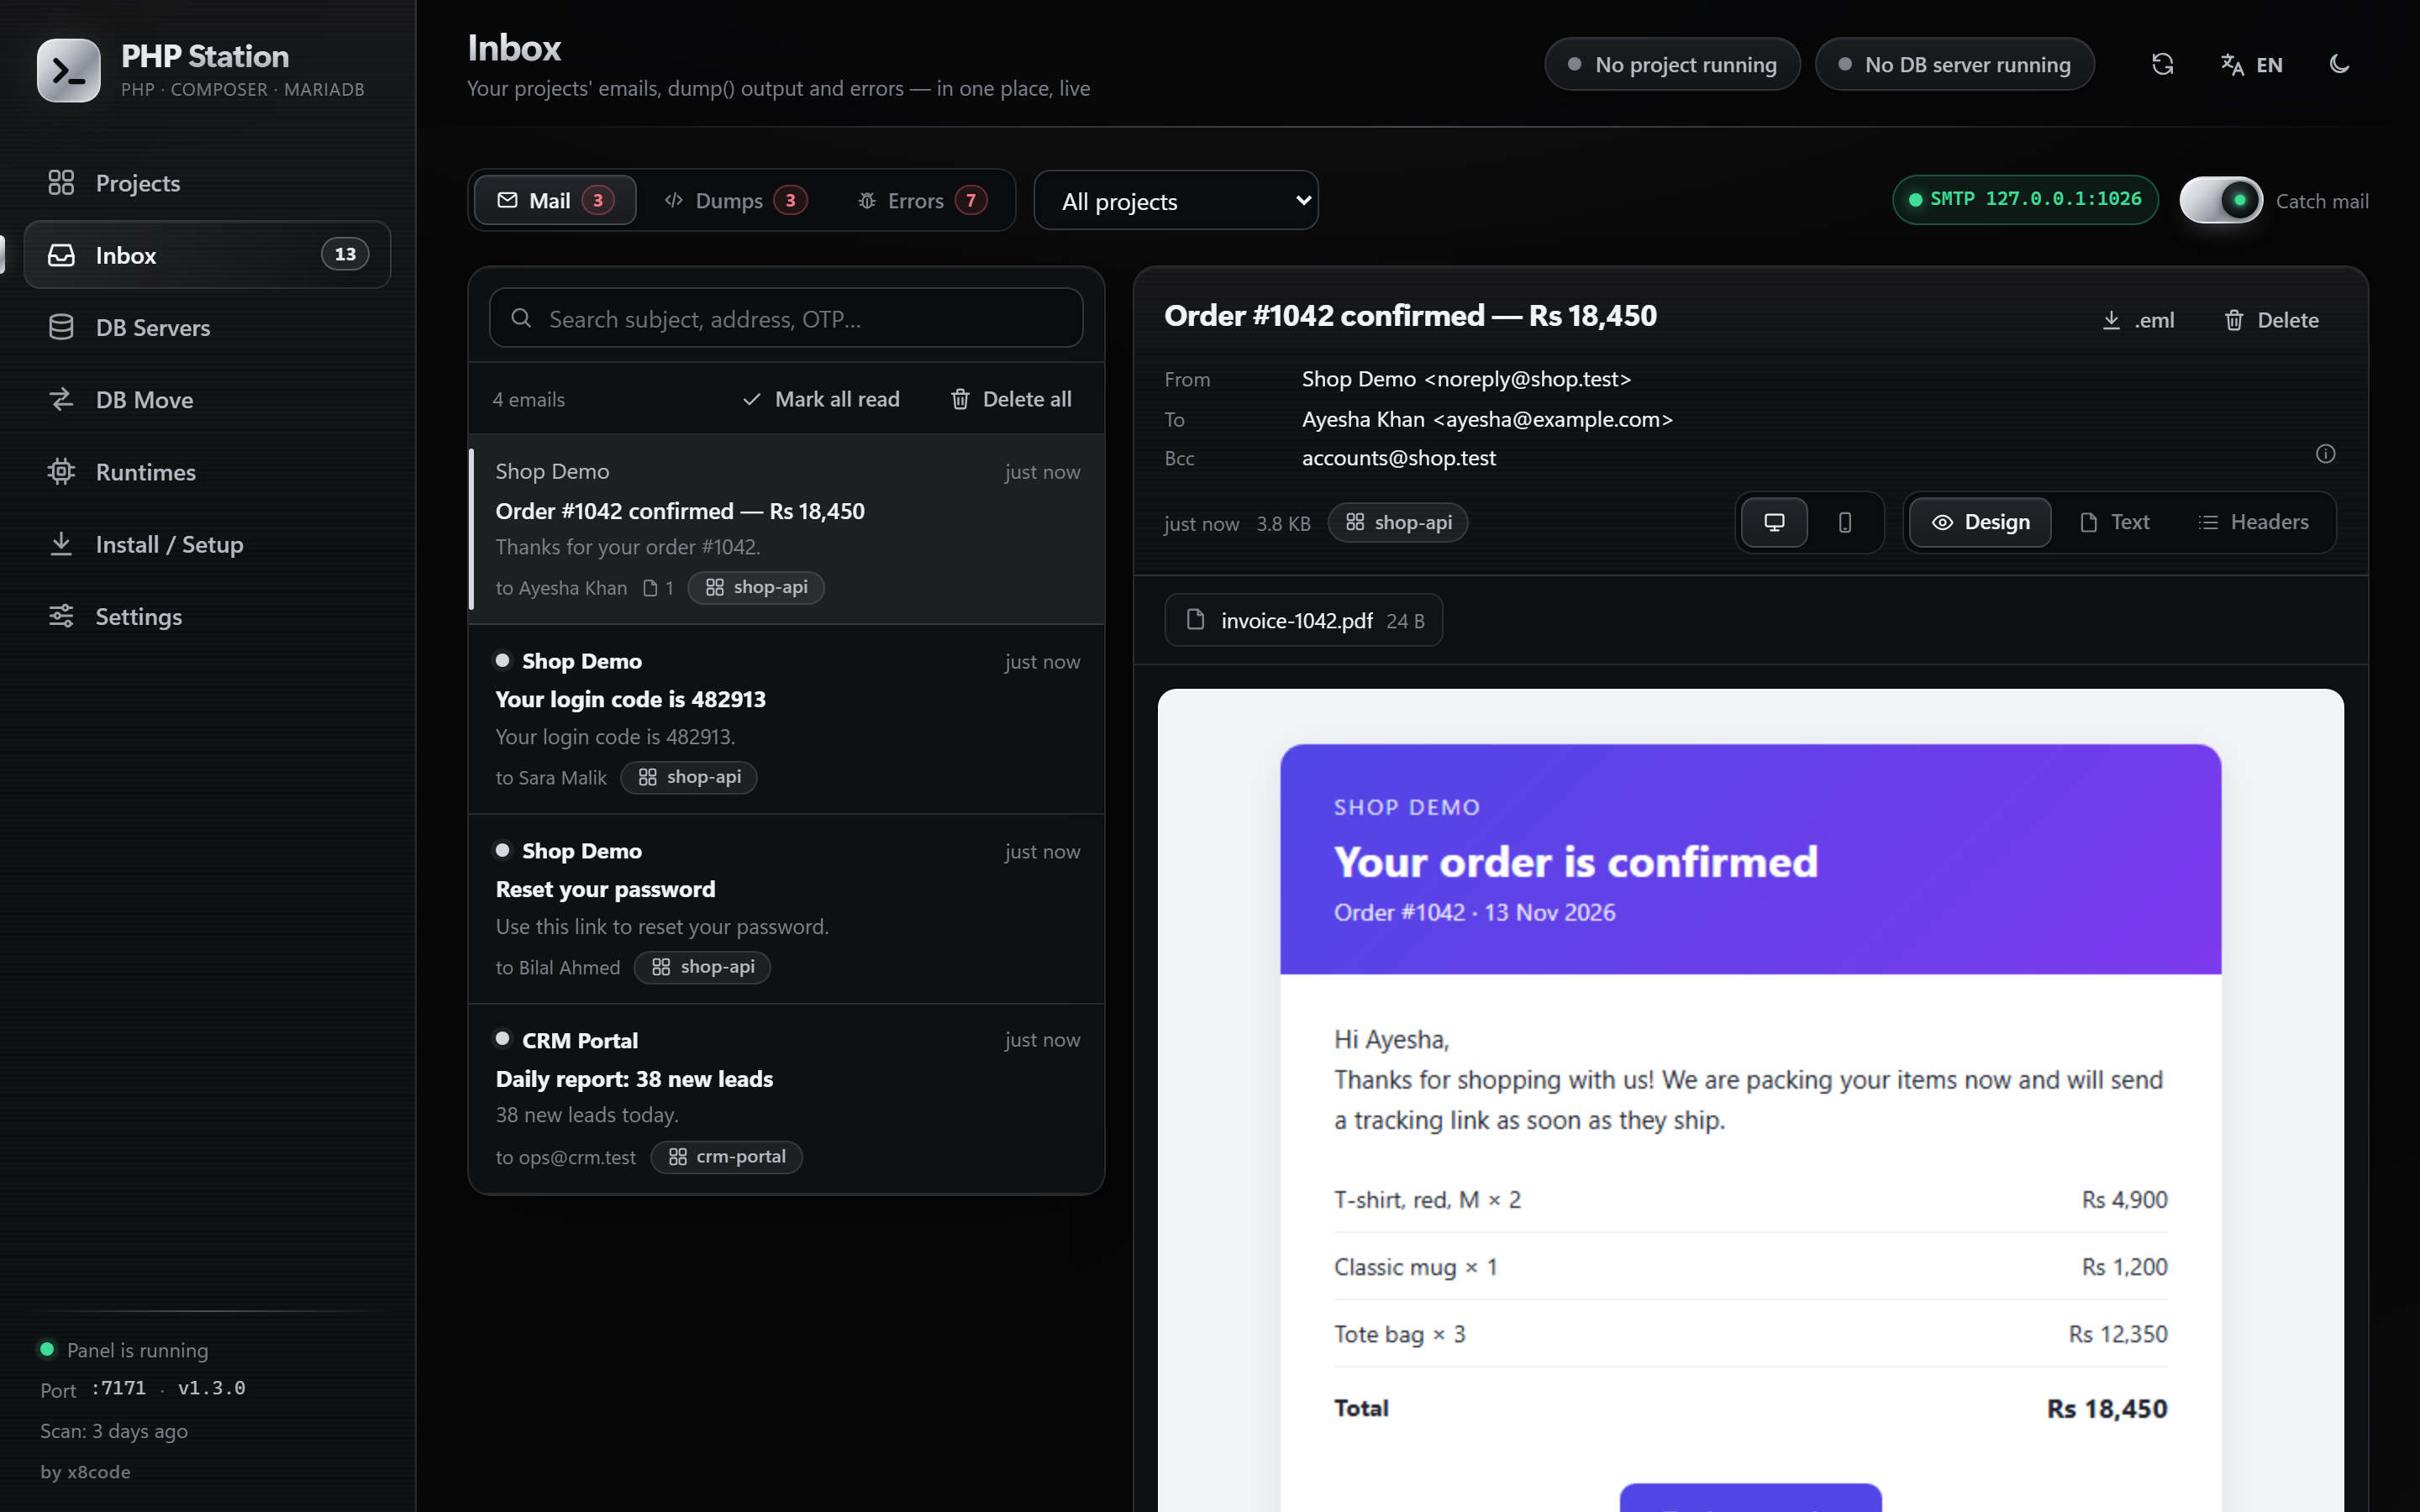 PHP Station
PHP · COMPOSER · MARIADB
Projects
Inbox 13
DB Servers
DB Move
Runtimes
Install / Setup
Settings
Panel is running
Port :7171 · v1.3.0
Scan: 3 days ago
by x8code
Inbox
Your projects' emails, dump() output and errors — in one place, live
No project running
No DB server running
EN
Mail 3
Dumps 3
Errors 7
All projects
SMTP 127.0.0.1:1026
Catch mail
Search subject, address, OTP...
4 emails
Mark all read
Delete all
Shop Demo just now
Order #1042 confirmed — Rs 18,450
Thanks for your order #1042.
to Ayesha Khan 1 shop-api
Shop Demo just now
Your login code is 482913
Your login code is 482913.
to Sara Malik shop-api
Shop Demo just now
Reset your password
Use this link to reset your password.
to Bilal Ahmed shop-api
CRM Portal just now
Daily report: 38 new leads
38 new leads today.
to ops@crm.test crm-portal
Order #1042 confirmed — Rs 18,450
.eml
Delete
From Shop Demo <noreply@shop.test>
To Ayesha Khan <ayesha@example.com>
Bcc accounts@shop.test
just now 3.8 KB shop-api
Design
Text
Headers
invoice-1042.pdf 24 B
SHOP DEMO
Your order is confirmed
Order #1042 · 13 Nov 2026
Hi Ayesha,
Thanks for shopping with us! We are packing your items now and will send
a tracking link as soon as they ship.
T-shirt, red, M × 2 Rs 4,900
Classic mug × 1 Rs 1,200
Tote bag × 3 Rs 12,350
Total Rs 18,450